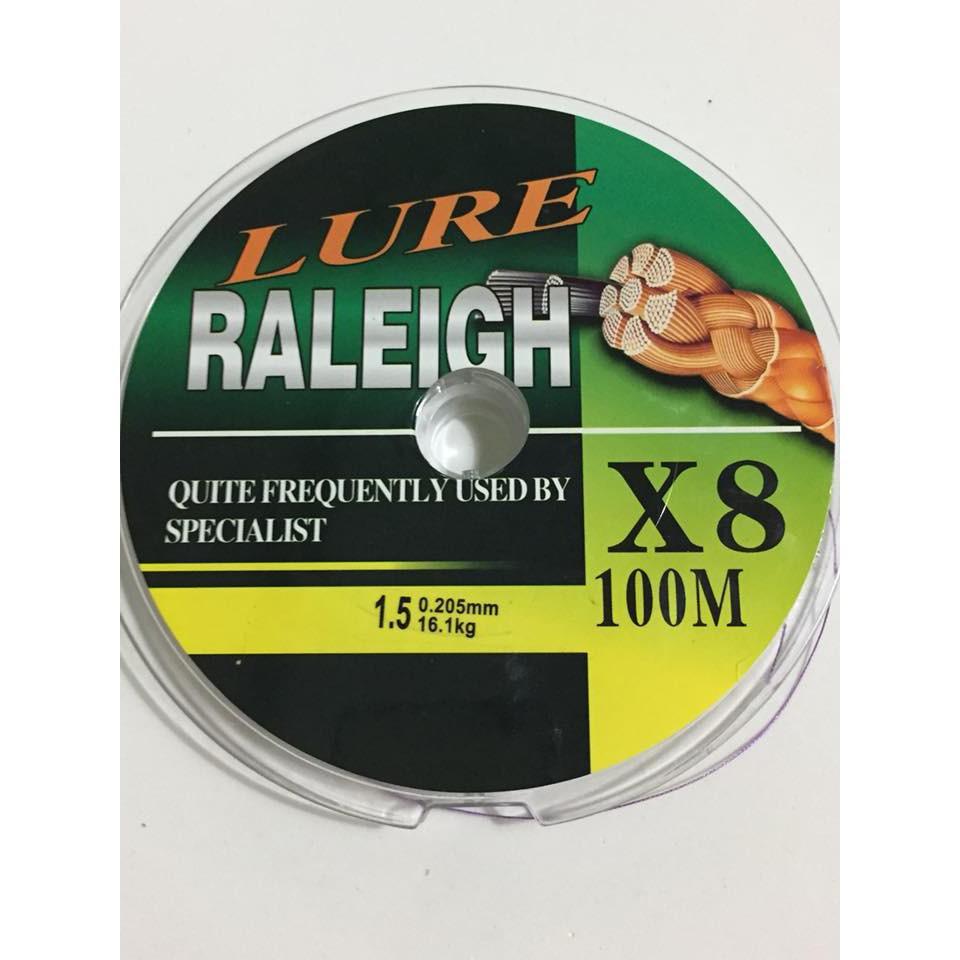 LURE
RALEIGH
QUITE FREQUENTLY USED BY
SPECIALIST
X8
100M
1.5 0.205mm
16.1kg